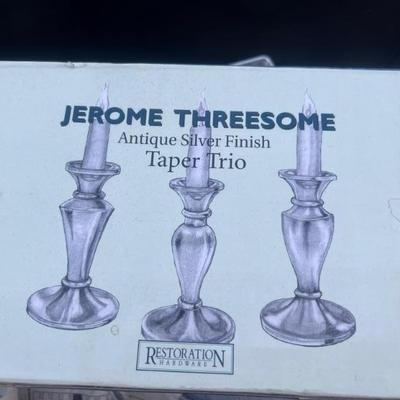 JEROME THREESOME
Antique Silver Finish
Taper Trio
RESTORATION
HARDWARE